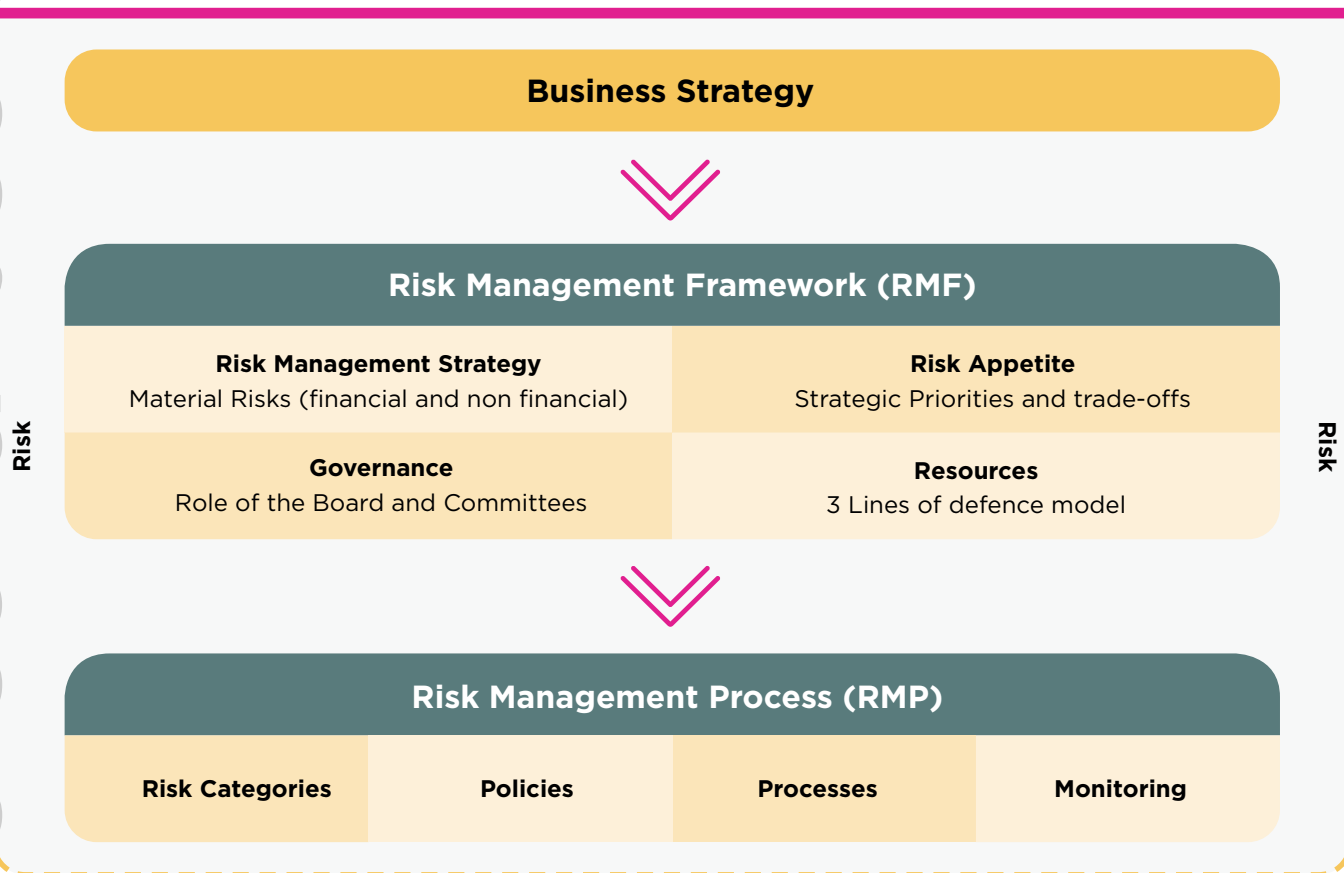 Business Strategy
Risk Management Framework (RMF)
Risk Management Strategy
Material Risks (financial and non financial)
Risk Appetite
Strategic Priorities and trade-offs
Governance
Role of the Board and Committees
Resources
3 Lines of defence model
Risk
Risk
Risk Management Process (RMP)
Risk Categories
Policies
Processes
Monitoring